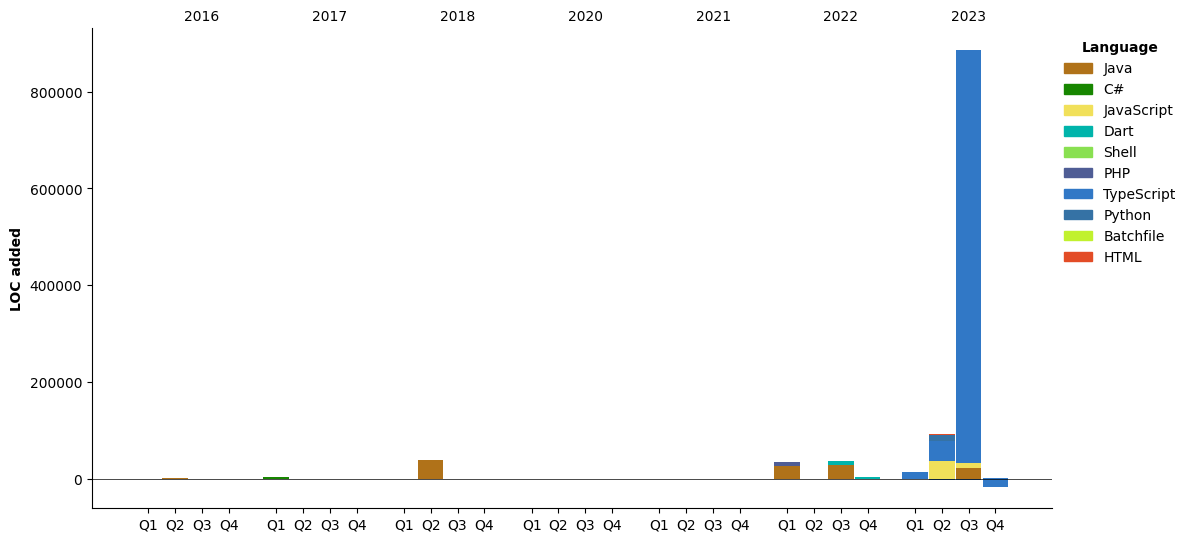 2016 2017 2018 2020 2021 2022 2023
LOC added
800000
600000
400000
200000
0
Q1 Q2 Q3 Q4 Q1 Q2 Q3 Q4 Q1 Q2 Q3 Q4 Q1 Q2 Q3 Q4 Q1 Q2 Q3 Q4 Q1 Q2 Q3 Q4 Q1 Q2 Q3 Q4
Language
Java
C#
JavaScript
Dart
Shell
PHP
TypeScript
Python
Batchfile
HTML